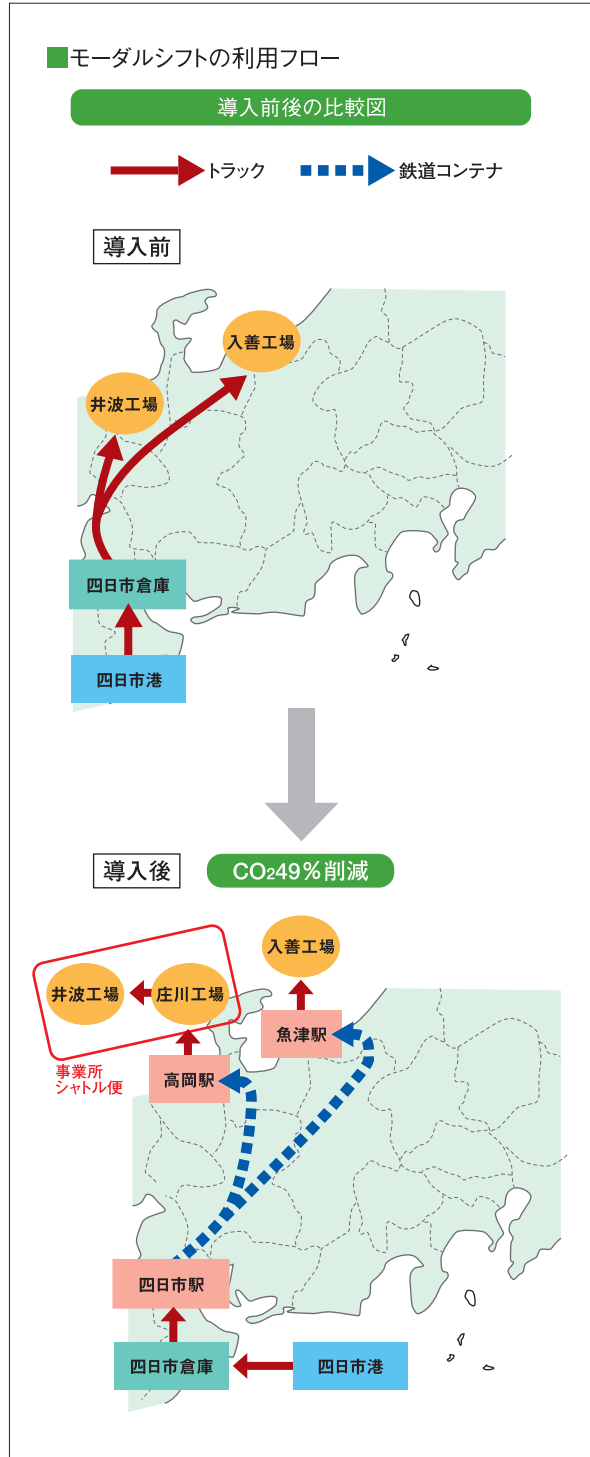 ■モーダルシフトの利用フロー
導入前後の比較図
トラック
鉄道コンテナ
導入前
入善工場
井波工場
四日市倉庫
四日市港
導入後
CO₂49％削減
入善工場
井波工場
庄川工場
魚津駅
事業所
シャトル便
高岡駅
四日市駅
四日市倉庫
四日市港